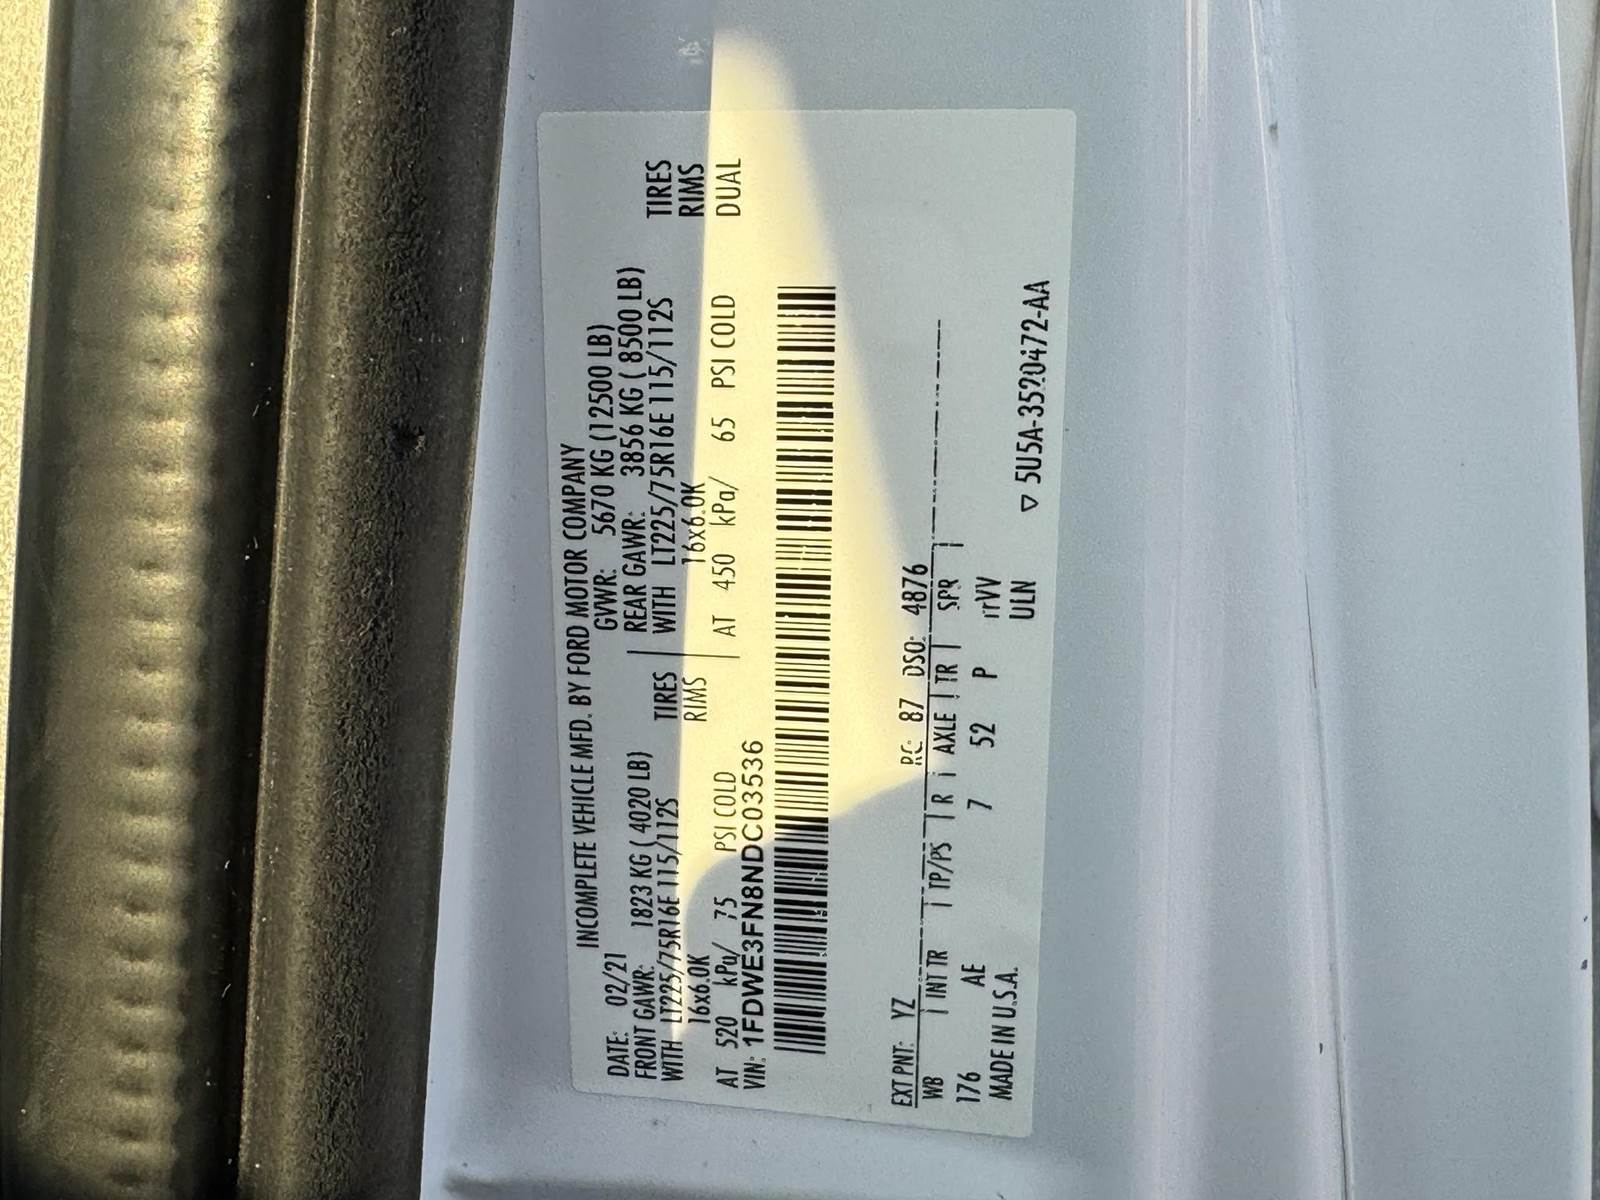 INCOMPLETE VEHICLE MFD. BY FORD MOTOR COMPANY
DATE: 02/21 GVWR: 5670 KG (12500 LB)
FRONT GAWR: 1823 KG ( 4020 LB) REAR GAWR: 3856 KG ( 8500 LB)
WITH LT225/75R16E 115/112S TIRES WITH LT225/75R16E 115/112S TIRES
16x6.0K RIMS 16x6.0K RIMS
AT 520 kPa/ 75 PSI COLD AT 450 kPa/ 65 PSI COLD DUAL
VIN: 1FDWE3FN8NDC03536
EXT PNT: YZ RC: 87 DSO: 4876
WB | INT TR | TP/PS | R | AXLE | TR | SPR |
176 AE 7 52 P
MADE IN U.S.A. ULN
▽ 5U5A-3520472-AA